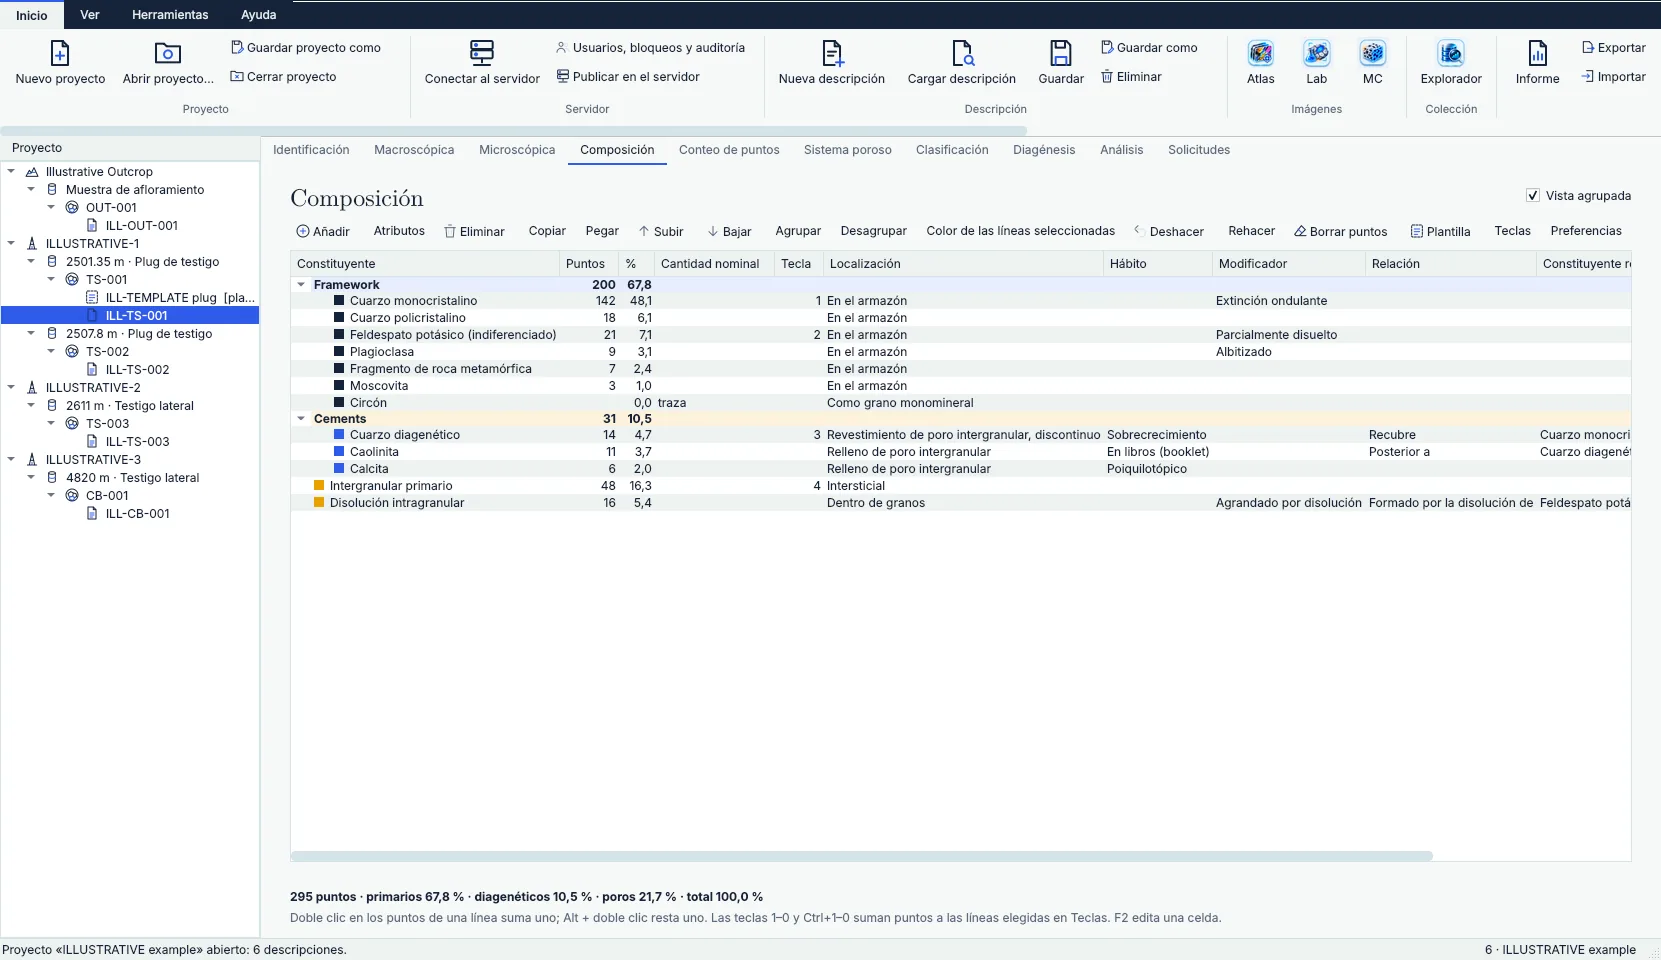 Inicio Ver Herramientas Ayuda
Nuevo proyecto Abrir proyecto... Guardar proyecto como Cerrar proyecto
Proyecto
Conectar al servidor Usuarios, bloqueos y auditoría Publicar en el servidor
Servidor
Nueva descripción Cargar descripción Guardar Guardar como Eliminar
Descripción
Atlas Lab MC
Imágenes
Explorador
Colección
Informe Exportar Importar
Proyecto
Illustrative Outcrop
Muestra de afloramiento
OUT-001
ILL-OUT-001
ILLUSTRATIVE-1
2501.35 m · Plug de testigo
TS-001
ILL-TEMPLATE plug [pla...
ILL-TS-001
2507.8 m · Plug de testigo
TS-002
ILL-TS-002
ILLUSTRATIVE-2
2611 m · Testigo lateral
TS-003
ILL-TS-003
ILLUSTRATIVE-3
4820 m · Testigo lateral
CB-001
ILL-CB-001
Identificación Macroscópica Microscópica Composición Conteo de puntos Sistema poroso Clasificación Diagénesis Análisis Solicitudes
Composición
Vista agrupada
Añadir Atributos Eliminar Copiar Pegar Subir Bajar Agrupar Desagrupar Color de las líneas seleccionadas Deshacer Rehacer Borrar puntos Plantilla Teclas Preferencias
Constituyente Puntos % Cantidad nominal Tecla Localización Hábito Modificador Relación Constituyente r
Framework 200 67,8
Cuarzo monocristalino 142 48,1 1 En el armazón Extinción ondulante
Cuarzo policristalino 18 6,1 En el armazón
Feldespato potásico (indiferenciado) 21 7,1 2 En el armazón Parcialmente disuelto
Plagioclasa 9 3,1 En el armazón Albitizado
Fragmento de roca metamórfica 7 2,4 En el armazón
Moscovita 3 1,0 En el armazón
Circón 0,0 traza Como grano monomineral
Cements 31 10,5
Cuarzo diagenético 14 4,7 3 Revestimiento de poro intergranular, discontinuo Sobrecrecimiento Recubre Cuarzo monocri
Caolinita 11 3,7 Relleno de poro intergranular En libros (booklet) Posterior a Cuarzo diagené
Calcita 6 2,0 Relleno de poro intergranular Poiquilotópico
Intergranular primario 48 16,3 4 Intersticial
Disolución intragranular 16 5,4 Dentro de granos Agrandado por disolución Formado por la disolución de Feldespato potá
295 puntos · primarios 67,8 % · diagenéticos 10,5 % · poros 21,7 % · total 100,0 %
Doble clic en los puntos de una línea suma uno; Alt + doble clic resta uno. Las teclas 1–0 y Ctrl+1–0 suman puntos a las líneas elegidas en Teclas. F2 edita una celda.
Proyecto «ILLUSTRATIVE example» abierto: 6 descripciones.
6 · ILLUSTRATIVE example